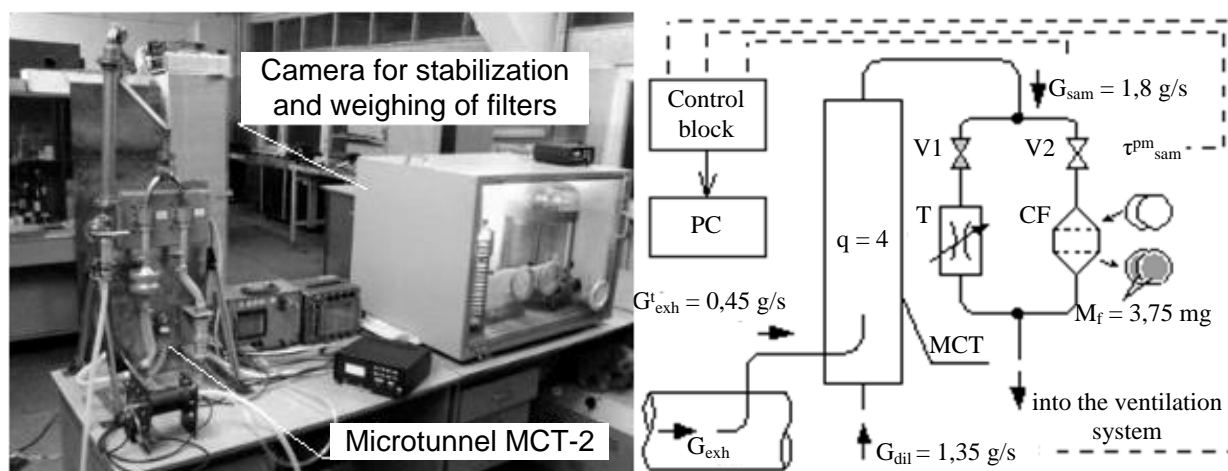 Camera for stabilization
and weighing of filters
Microtunnel MCT-2
Control
block
PC
G^t_exh = 0,45 g/s
G_exh
q = 4
MCT
G_dil = 1,35 g/s
G_sam = 1,8 g/s
V1
V2
τ^pm_sam
T
CF
M_f = 3,75 mg
into the ventilation
system